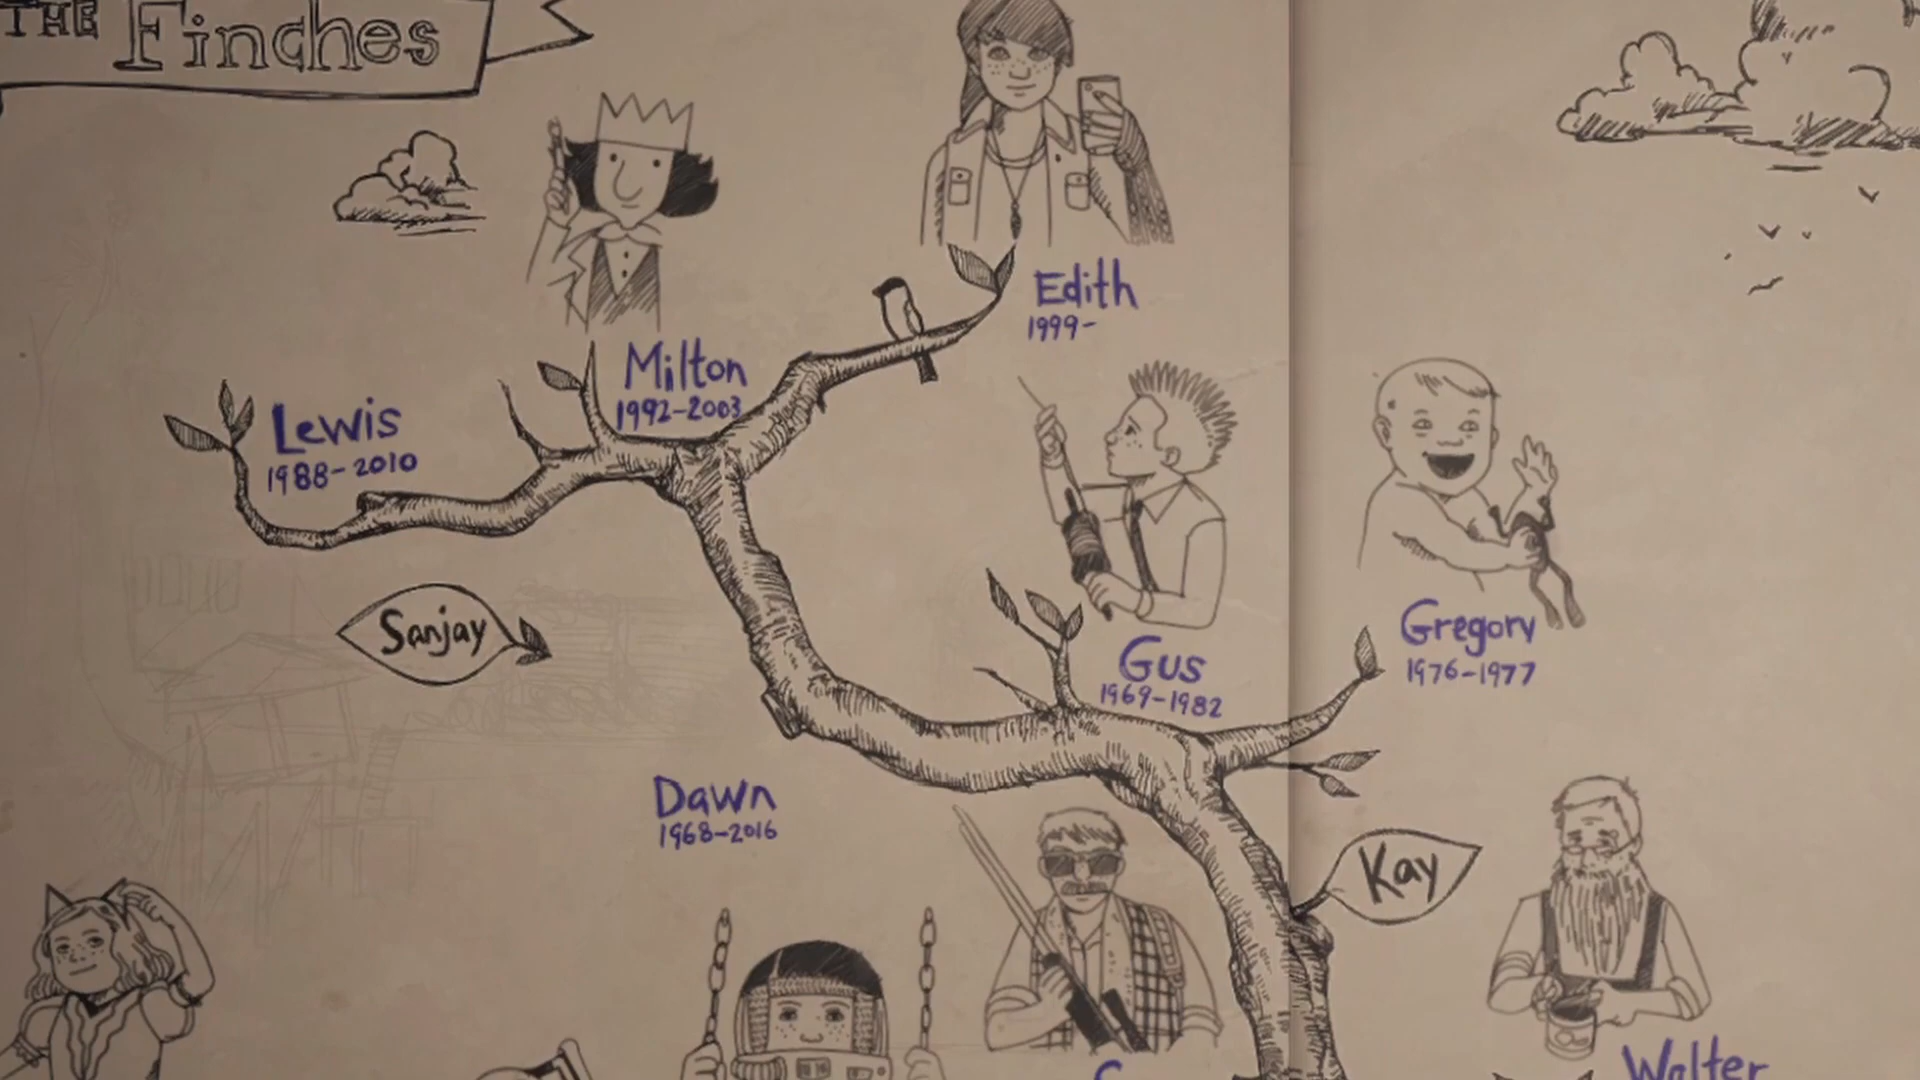 THE Finches
Edith
1999-
Milton
1992-2003
Lewis
1988-2010
Sanjay
Gus
1969-1982
Gregory
1976-1977
Dawn
1968-2016
Kay
Walter